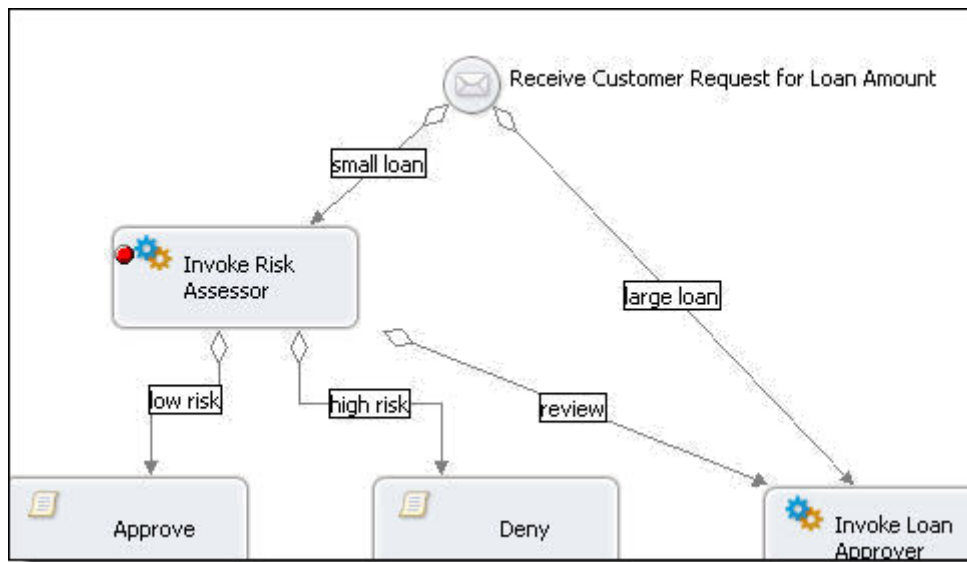 Receive Customer Request for Loan Amount
small loan
Invoke Risk
Assessor
large loan
low risk
high risk
review
Approve
Deny
Invoke Loan
Approver